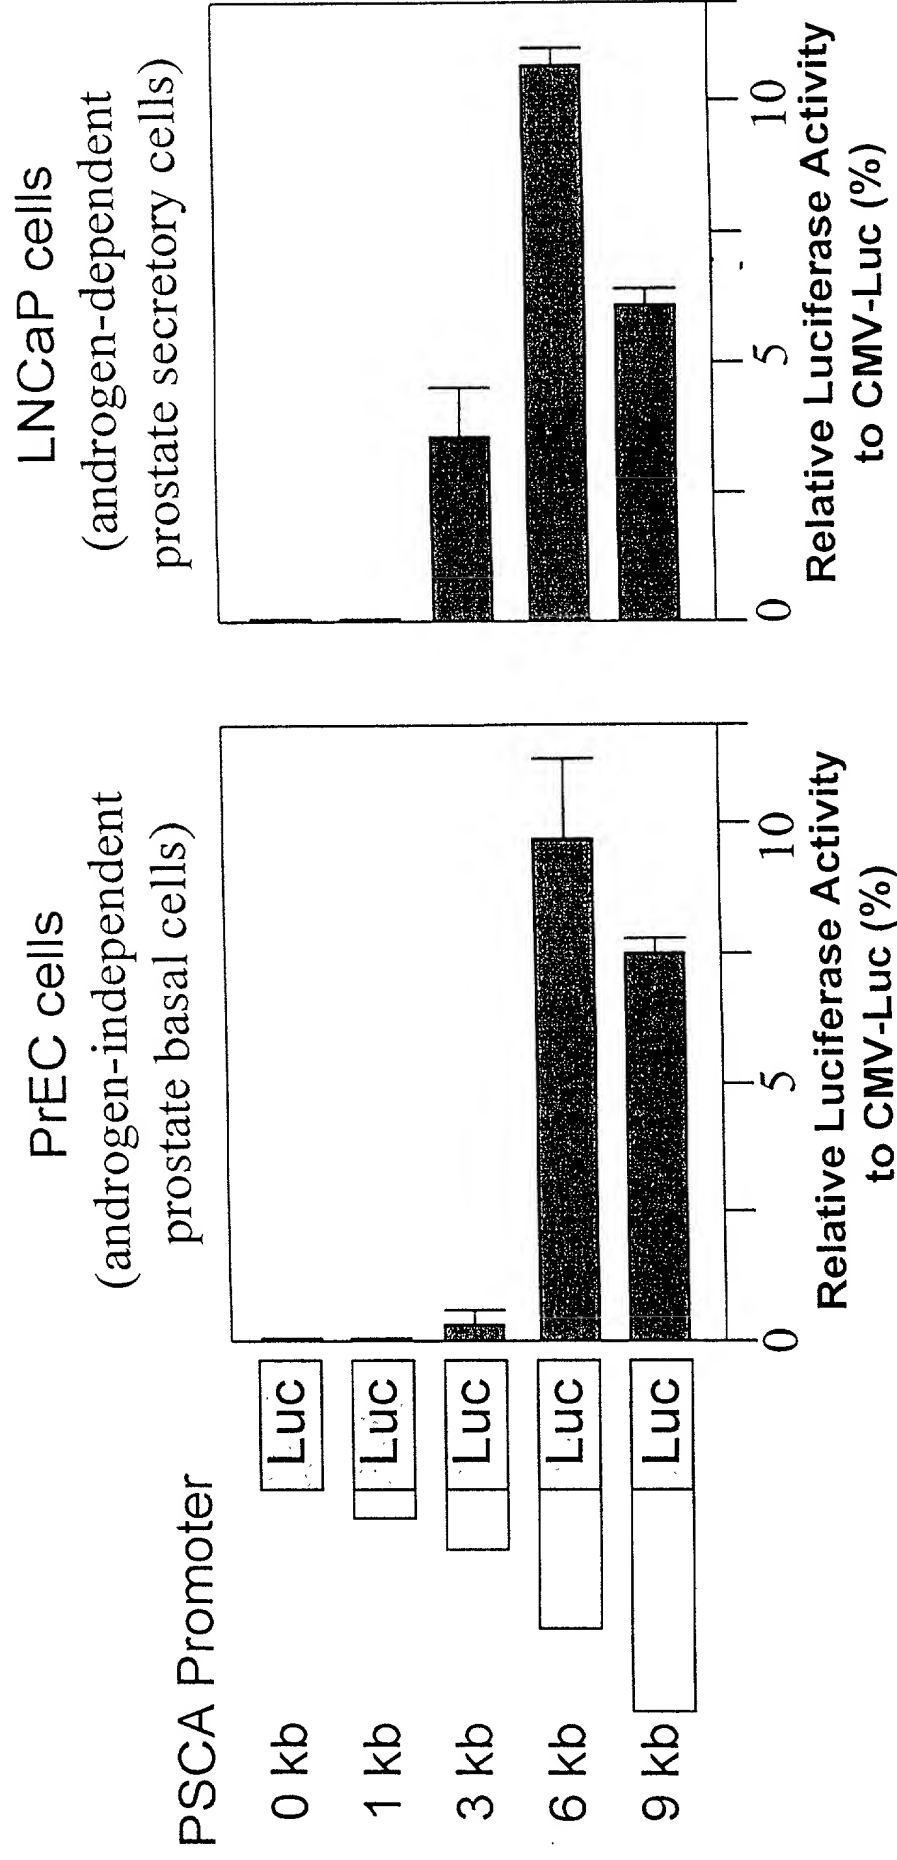 PSCA Promoter
0 kb
Luc
1 kb
Luc
3 kb
Luc
6 kb
Luc
9 kb
Luc
PrEC cells
(androgen-independent
prostate basal cells)
0
5
10
Relative Luciferase Activity
to CMV-Luc (%)
LNCaP cells
(androgen-dependent
prostate secretory cells)
0
5
10
Relative Luciferase Activity
to CMV-Luc (%)